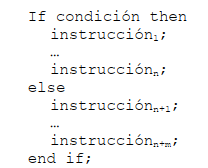 If condición then
instrucción₁;
…
instrucciónₙ;
else
instrucciónₙ₊₁;
…
instrucciónₙ₊ₘ;
end if;